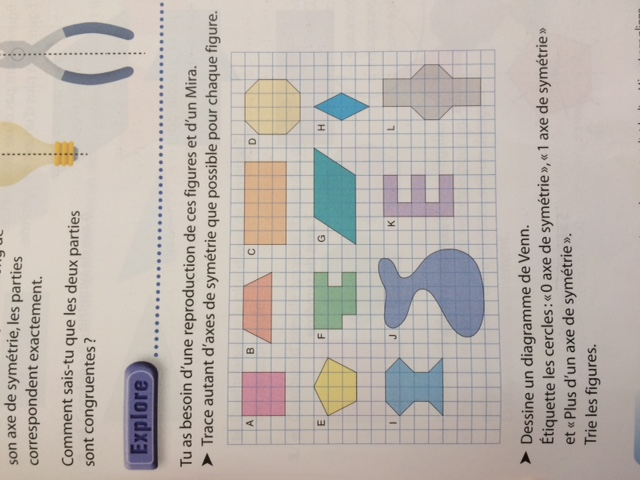 son axe de symétrie, les parties
correspondent exactement.
Comment sais-tu que les deux parties
sont congruentes ?
Explore
Tu as besoin d'une reproduction de ces figures et d'un Mira.
➤ Trace autant d'axes de symétrie que possible pour chaque figure.
A
B
C
D
E
F
G
H
I
J
K
L
➤ Dessine un diagramme de Venn.
Étiquette les cercles : « 0 axe de symétrie », « 1 axe de symétrie »
et « Plus d'un axe de symétrie ».
Trie les figures.